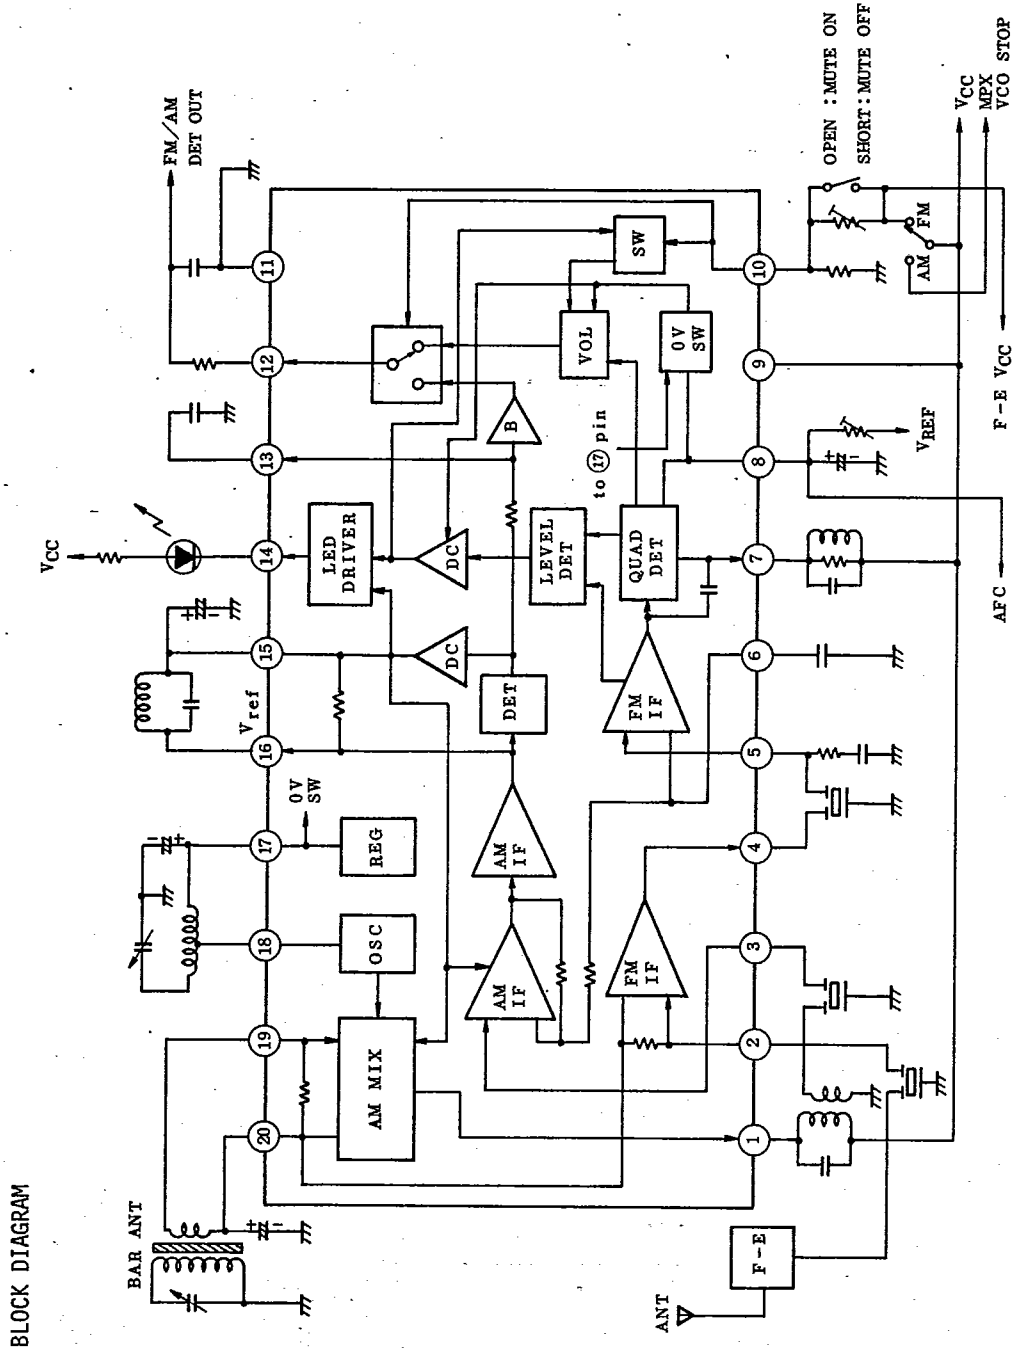 BLOCK DIAGRAM
BAR ANT
VCC
FM/AM
DET OUT
20
19
18
17
16
15
14
13
12
11
Vref
0V
SW
AM MIX
OSC
REG
LED
DRIVER
DC
DC
AM
IF
AM
IF
DET
B
LEVEL
DET
VOL
SW
FM
IF
FM
IF
QUAD
DET
to 17 pin
0V
SW
1
2
3
4
5
6
7
8
9
10
ANT
F-E
AFC
VREF
F-E VCC
AM
FM
OPEN :MUTE ON
SHORT:MUTE OFF
VCC
MPX
VCO STOP